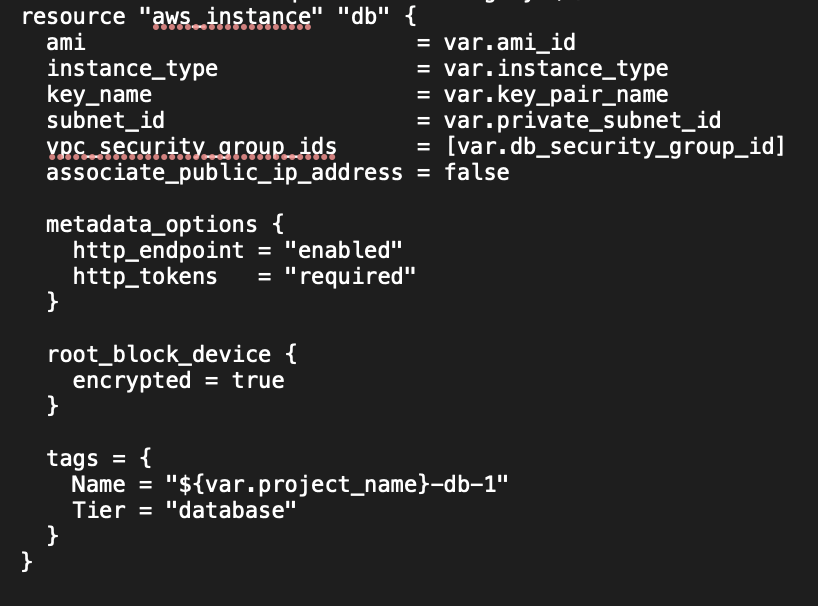 resource "aws_instance" "db" {
  ami                         = var.ami_id
  instance_type               = var.instance_type
  key_name                    = var.key_pair_name
  subnet_id                   = var.private_subnet_id
  vpc_security_group_ids      = [var.db_security_group_id]
  associate_public_ip_address = false

  metadata_options {
    http_endpoint = "enabled"
    http_tokens   = "required"
  }

  root_block_device {
    encrypted = true
  }

  tags = {
    Name = "${var.project_name}-db-1"
    Tier = "database"
  }
}